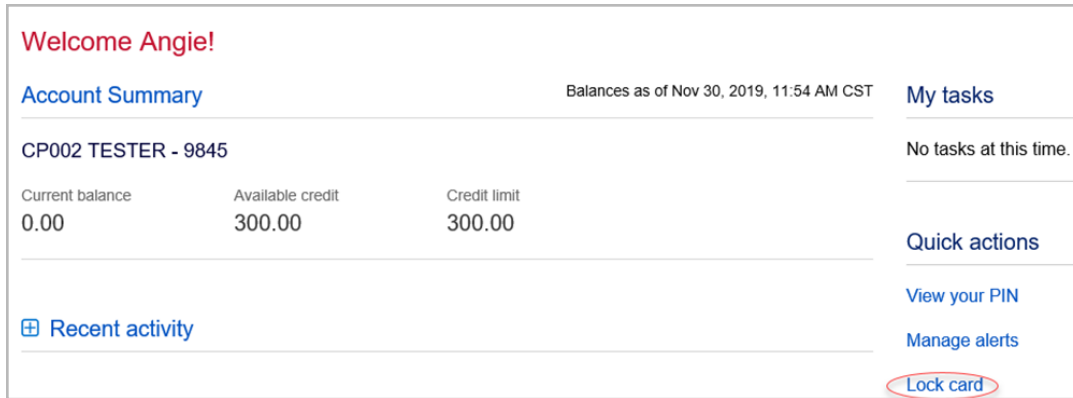 Welcome Angie!
Account Summary
Balances as of Nov 30, 2019, 11:54 AM CST
CP002 TESTER - 9845
Current balance Available credit Credit limit
0.00 300.00 300.00
Recent activity
My tasks
No tasks at this time.
Quick actions
View your PIN
Manage alerts
Lock card